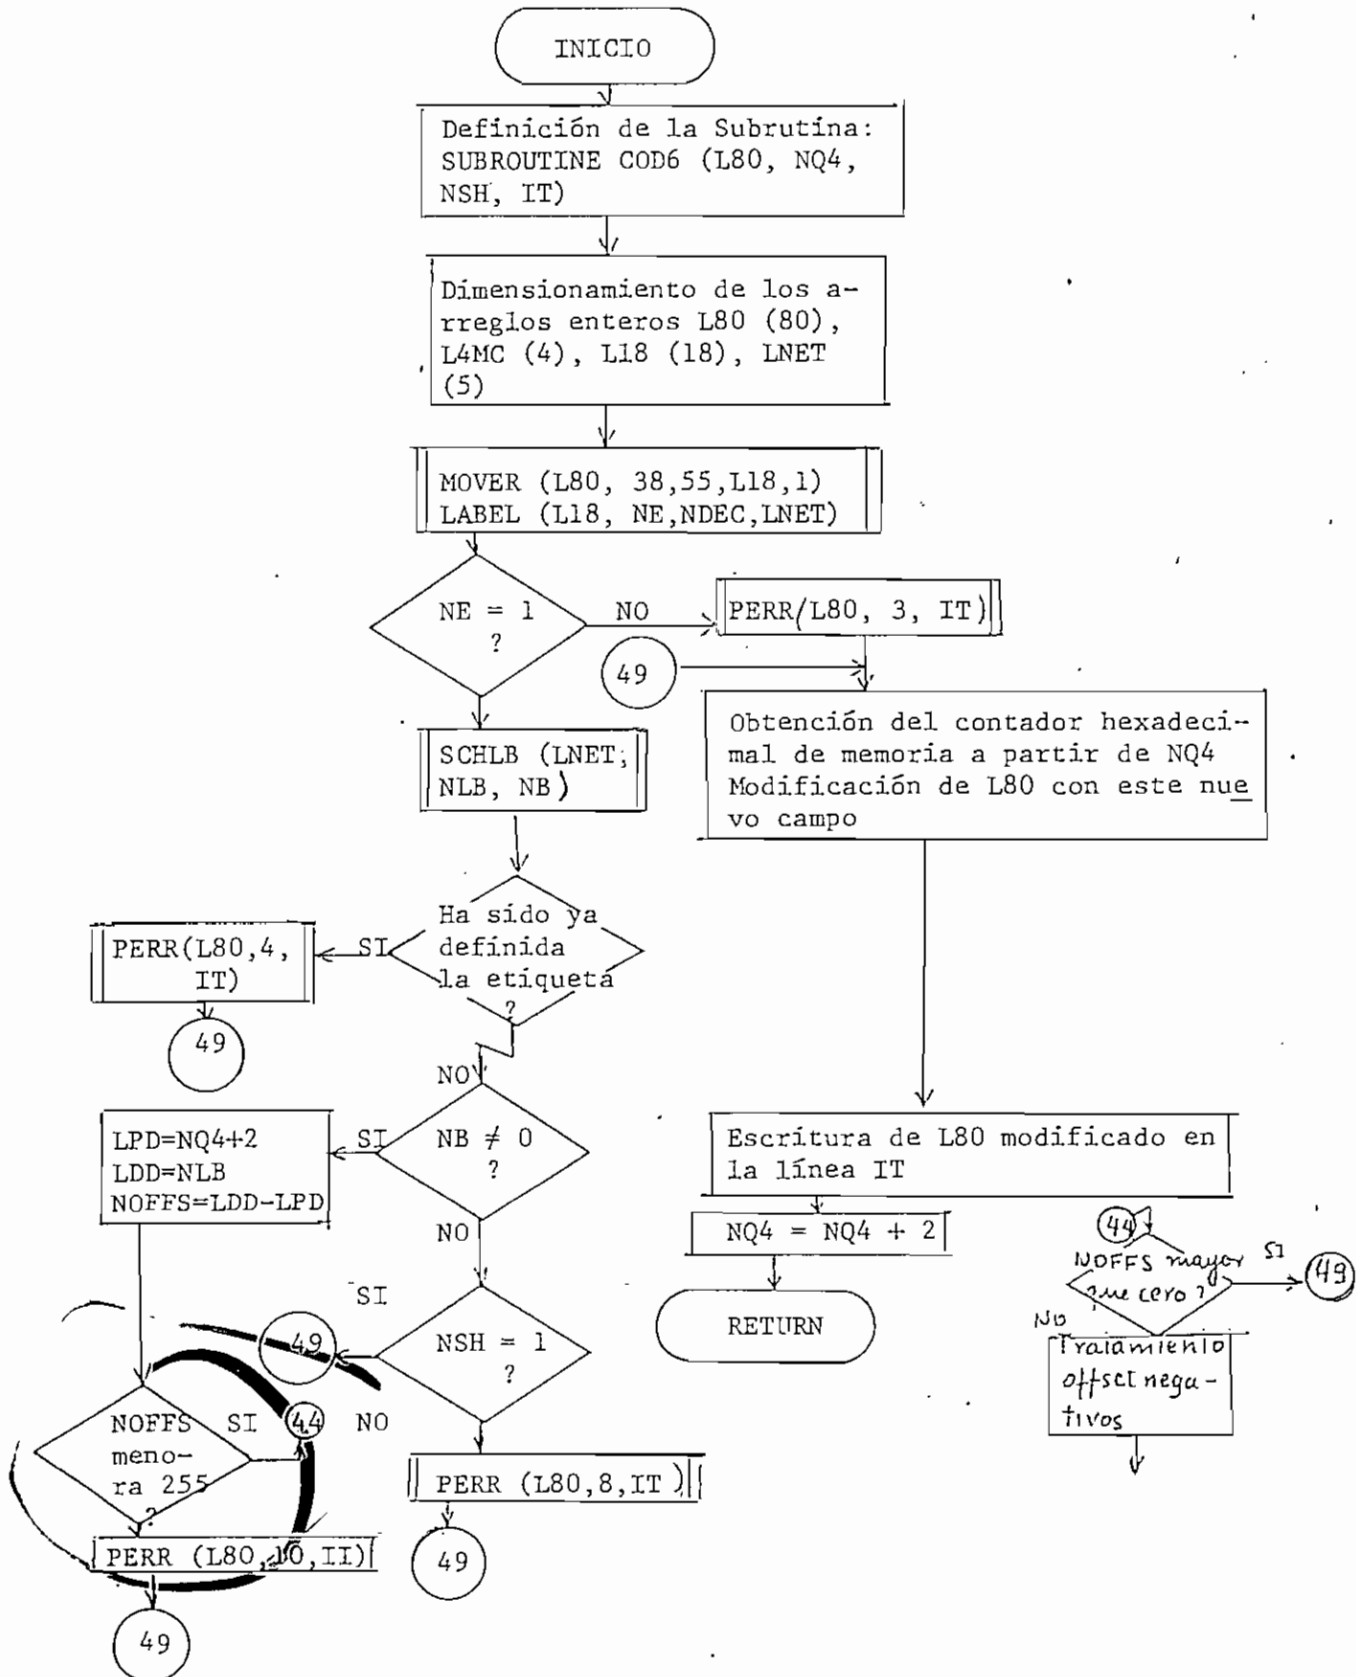 INICIO
Definición de la Subrutina:
SUBROUTINE COD6 (L80, NQ4,
NSH, IT)
Dimensionamiento de los a-
rreglos enteros L80 (80),
L4MC (4), L18 (18), LNET
(5)
MOVER (L80, 38,55,L18,1)
LABEL (L18, NE,NDEC,LNET)
NE = 1
?
NO
PERR(L80, 3, IT)
49
Obtención del contador hexadeci-
mal de memoria a partir de NQ4
Modificación de L80 con este nue
vo campo
SCHLB (LNET;
NLB, NB)
Ha sido ya
definida
la etiqueta
?
SI
PERR(L80,4,
IT)
49
NO
NB ≠ 0
?
SI
LPD=NQ4+2
LDD=NLB
NOFFS=LDD-LPD
NO
Escritura de L80 modificado en
la línea IT
NQ4 = NQ4 + 2
RETURN
44
NOFFS mayor
que cero ?
SI
49
NO
Tratamiento
offset nega-
tivos
SI
49
NSH = 1
?
NO
NOFFS
meno-
ra 255
?
SI
44
PERR (L80,8,IT)
49
PERR (L80,10,II)
49